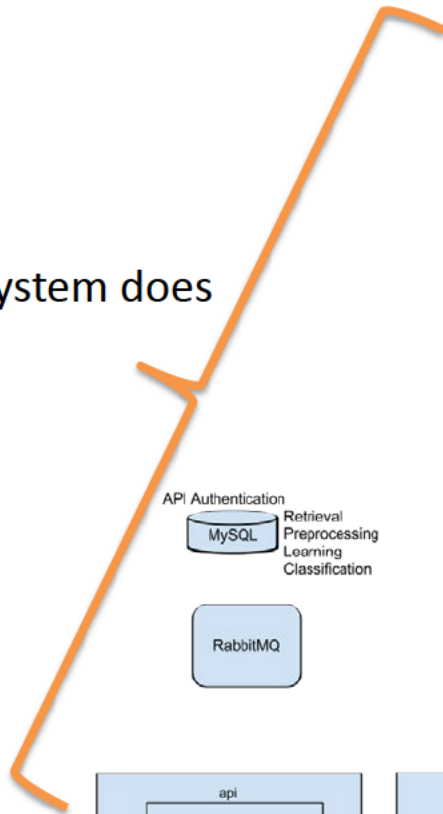 ystem does
API Authentication
MySQL
Retrieval
Preprocessing
Learning
Classification
RabbitMQ
api